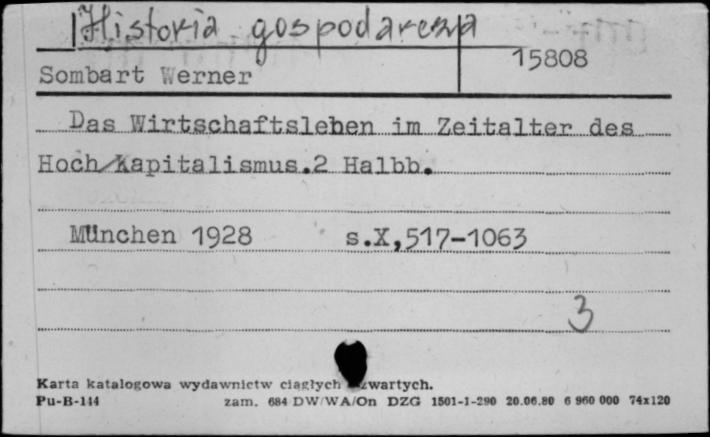 Historia gospodarcza
15808
Sombart Werner
Das Wirtschaftsleben im Zeitalter des
Hoch/kapitalismus.2 Halbb.
München 1928 s.X,517-1063
3
Karta katalogowa wydawnictw ciągłych zwartych.
Pu-B-144 zam. 684 DW/WA/On DZG 1501-1-290 20.06.80 6 960 000 74x120